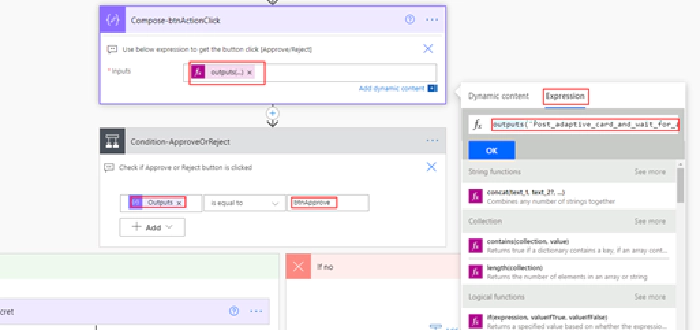 Compose-btnActionClick
Use below expression to get the button click (Approve/Reject)
* Inputs
fx outputs(...) ×
Add dynamic content
Condition-ApproveOrReject
Check if Approve or Reject button is clicked
Outputs ×
is equal to
btnApprove
Add
If no
cret
Dynamic content
Expression
fx outputs('Post_adaptive_card_and_wait_for_
OK
String functions
See more
concat(text_1, text_2?, ...)
Combines any number of strings together
Collection
See more
contains(collection, value)
Returns true if a dictionary contains a key, if an array cont...
length(collection)
Returns the number of elements in an array or string
Logical functions
See more
if(expression, valueIfTrue, valueIfFalse)
Returns a specified value based on whether the expression...